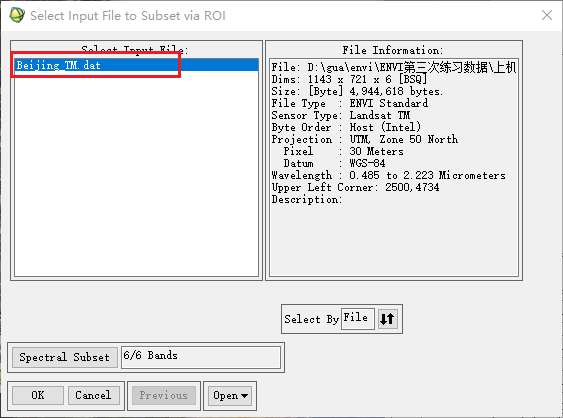 Select Input File to Subset via ROI
Select Input File:
Beijing_TM.dat
File Information:
File: D:\gua\envi\ENVI第三次练习数据\上机
Dims: 1143 x 721 x 6 [BSQ]
Size: [Byte] 4,944,618 bytes.
File Type : ENVI Standard
Sensor Type: Landsat TM
Byte Order : Host (Intel)
Projection : UTM, Zone 50 North
Pixel : 30 Meters
Datum : WGS-84
Wavelength : 0.485 to 2.223 Micrometers
Upper Left Corner: 2500,4734
Description:
Select By File
Spectral Subset 6/6 Bands
OK Cancel Previous Open